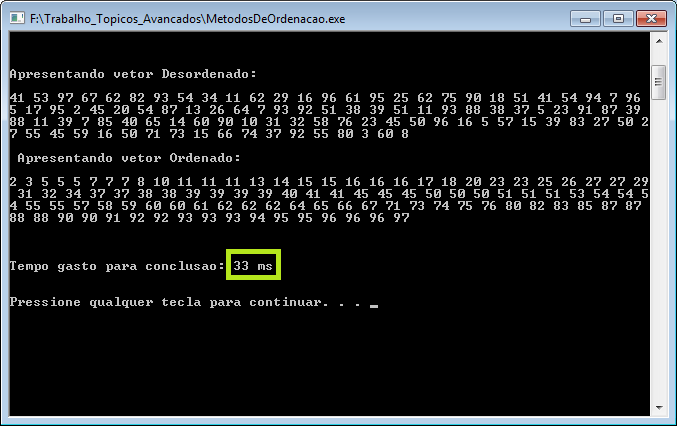 F:\Trabalho_Topicos_Avancados\MetodosDeOrdenacao.exe
Apresentando vetor Desordenado:
41 53 97 67 62 82 93 54 34 11 62 29 16 96 61 95 25 62 75 90 18 51 41 54 94 7 96
5 17 95 2 45 20 54 87 13 26 64 7 93 92 51 38 39 51 11 93 88 38 37 5 23 91 87 39
88 11 39 7 85 40 65 14 60 90 10 31 32 58 76 23 45 50 96 16 5 57 15 39 83 27 50 2
7 55 45 59 16 50 71 73 15 66 74 37 92 55 80 3 60 8
Apresentando vetor Ordenado:
2 3 5 5 5 7 7 7 8 10 11 11 11 13 14 15 15 16 16 16 17 18 20 23 23 25 26 27 27 29
31 32 34 37 37 38 38 39 39 39 39 40 41 41 45 45 45 50 50 50 51 51 51 53 54 54 5
4 55 55 57 58 59 60 60 61 62 62 62 64 65 66 67 71 73 74 75 76 80 82 83 85 87 87
88 88 90 90 91 92 92 93 93 93 94 95 95 96 96 96 97
Tempo gasto para conclusao: 33 ms
Pressione qualquer tecla para continuar. . . _